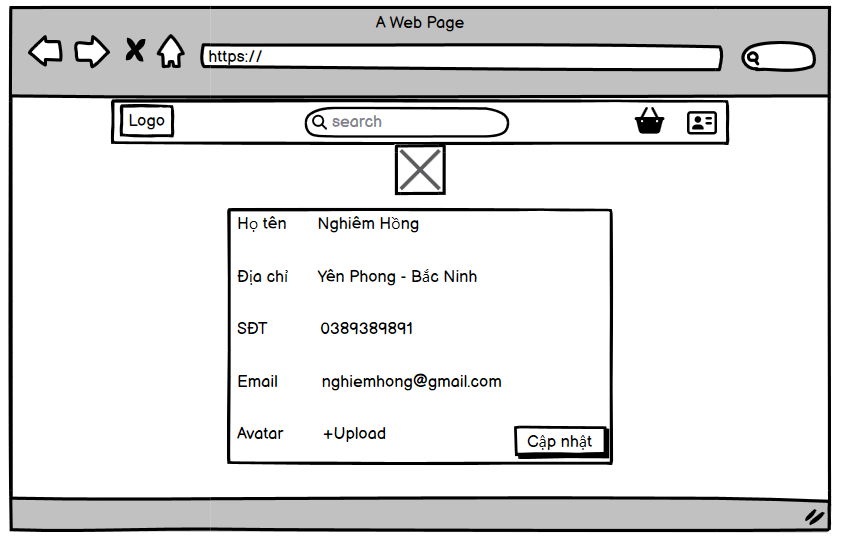 A Web Page
https://
Logo
search
Họ tên Nghiêm Hồng
Địa chỉ Yên Phong - Bắc Ninh
SĐT 0389389891
Email nghiemhong@gmail.com
Avatar +Upload
Cập nhật